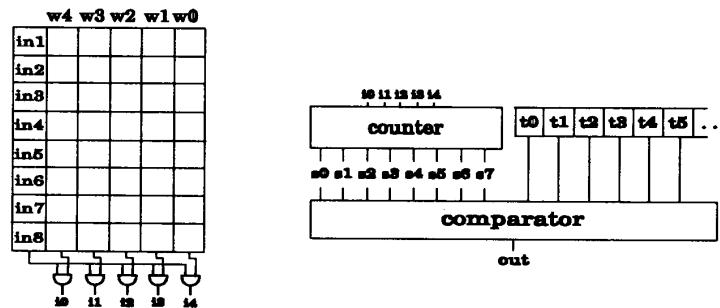 w4 w3 w2 w1 w0
in1
in2
in3
in4
in5
in6
in7
in8
i0 i1 i2 i3 i4
i0 i1 i2 i3 i4
counter
t0 t1 t2 t3 t4 t5 . .
s0 s1 s2 s3 s4 s5 s6 s7
comparator
out